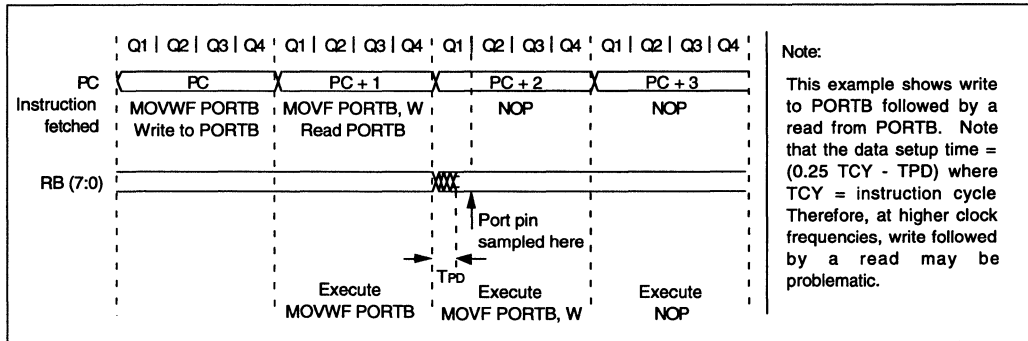 Q1 | Q2 | Q3 | Q4 Q1 | Q2 | Q3 | Q4 Q1 | Q2 | Q3 | Q4 Q1 | Q2 | Q3 | Q4
PC PC PC + 1 PC + 2 PC + 3
Instruction MOVWF PORTB MOVF PORTB, W NOP NOP
fetched Write to PORTB Read PORTB
RB (7:0)
Port pin
sampled here
TPD
Execute Execute Execute
MOVWF PORTB MOVF PORTB, W NOP
Note:
This example shows write
to PORTB followed by a
read from PORTB. Note
that the data setup time =
(0.25 TCY - TPD) where
TCY = instruction cycle
Therefore, at higher clock
frequencies, write followed
by a read may be
problematic.